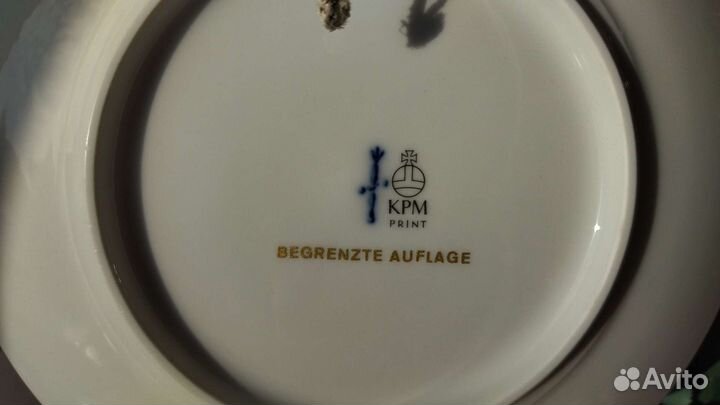 KPM
PRINT
BEGRENZTE AUFLAGE
Avito